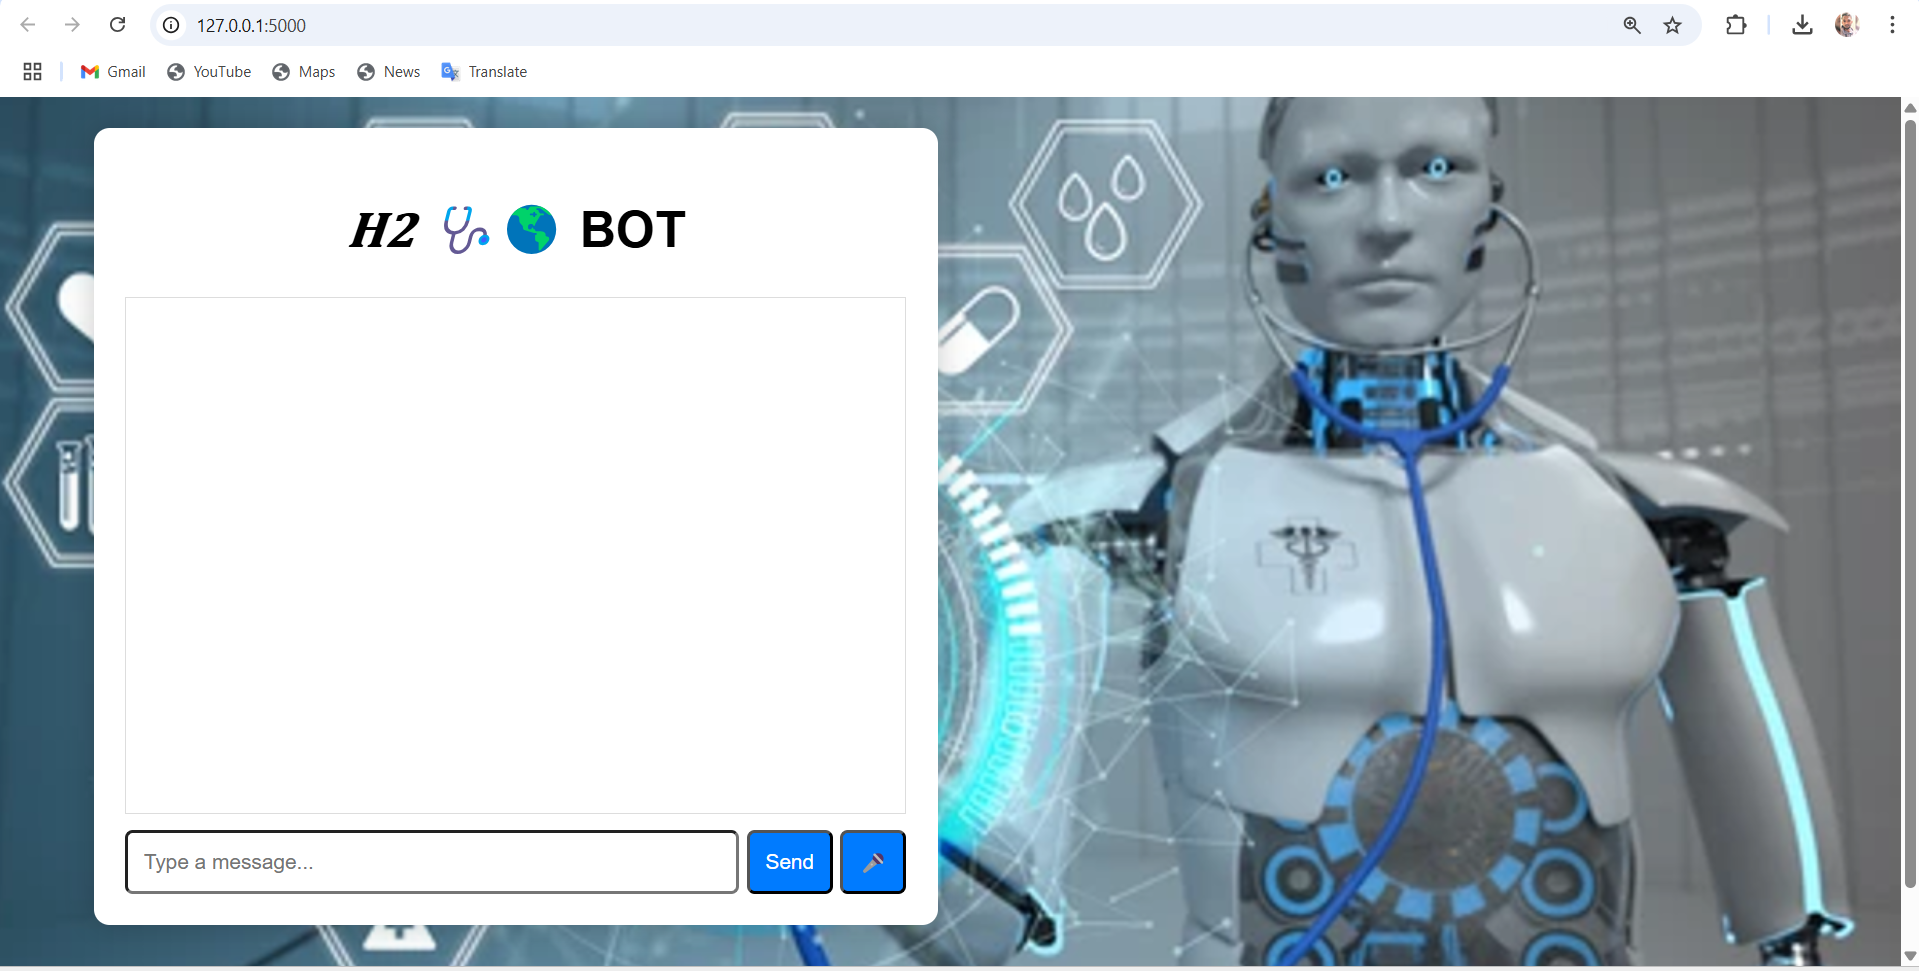 127.0.0.1:5000
Gmail YouTube Maps News Translate
H2 🩺 🌎 BOT
Type a message... Send